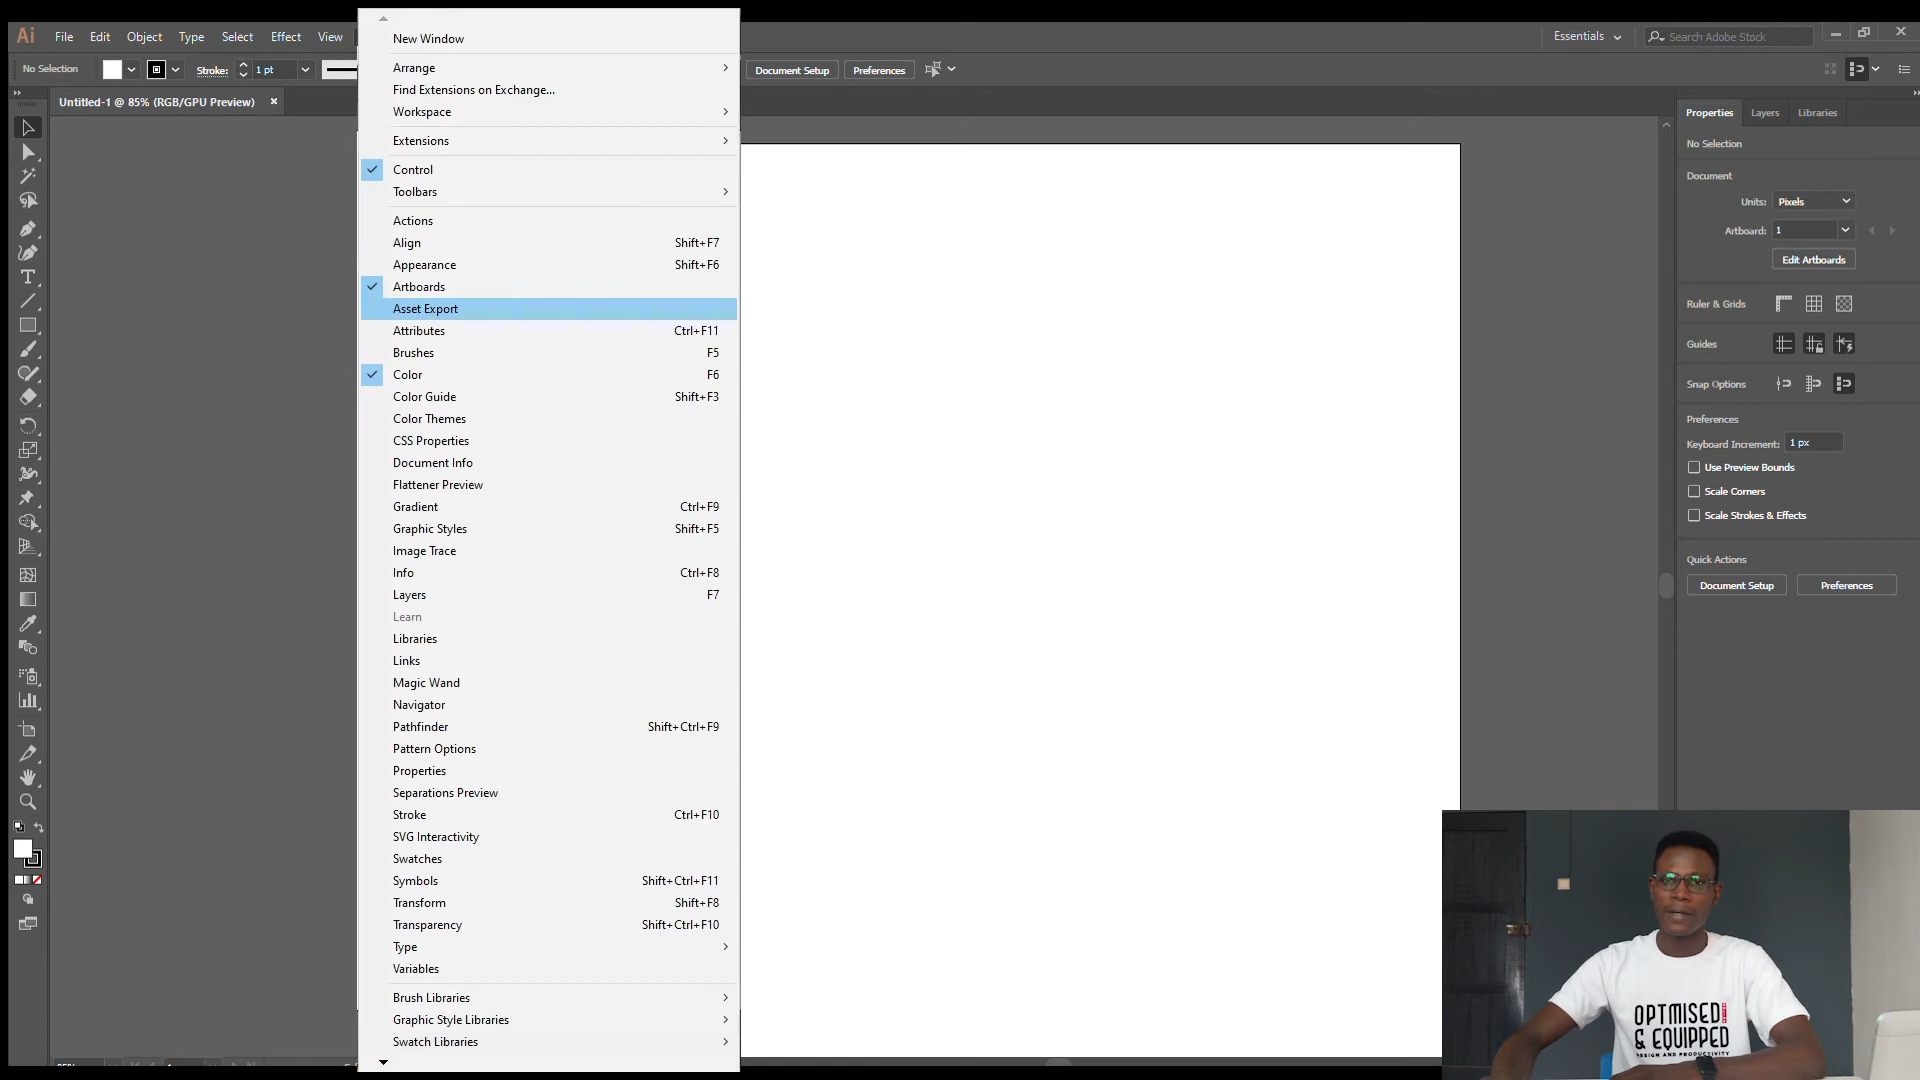 Ai File Edit Object Type Select Effect View
Essentials
Search Adobe Stock
No Selection
Stroke:
1 pt
Document Setup
Preferences
Untitled-1 @ 85% (RGB/GPU Preview) ×
New Window
Arrange
Find Extensions on Exchange...
Workspace
Extensions
Control
Toolbars
Actions
Align Shift+F7
Appearance Shift+F6
Artboards
Asset Export
Attributes Ctrl+F11
Brushes F5
Color F6
Color Guide Shift+F3
Color Themes
CSS Properties
Document Info
Flattener Preview
Gradient Ctrl+F9
Graphic Styles Shift+F5
Image Trace
Info Ctrl+F8
Layers F7
Learn
Libraries
Links
Magic Wand
Navigator
Pathfinder Shift+Ctrl+F9
Pattern Options
Properties
Separations Preview
Stroke Ctrl+F10
SVG Interactivity
Swatches
Symbols Shift+Ctrl+F11
Transform Shift+F8
Transparency Shift+Ctrl+F10
Type
Variables
Brush Libraries
Graphic Style Libraries
Swatch Libraries
Properties Layers Libraries
No Selection
Document
Units: Pixels
Artboard: 1
Edit Artboards
Ruler & Grids
Guides
Snap Options
Preferences
Keyboard Increment: 1 px
Use Preview Bounds
Scale Corners
Scale Strokes & Effects
Quick Actions
Document Setup
Preferences
OPTMISED
& EQUIPPED
DESIGN AND PRODUCTIVITY